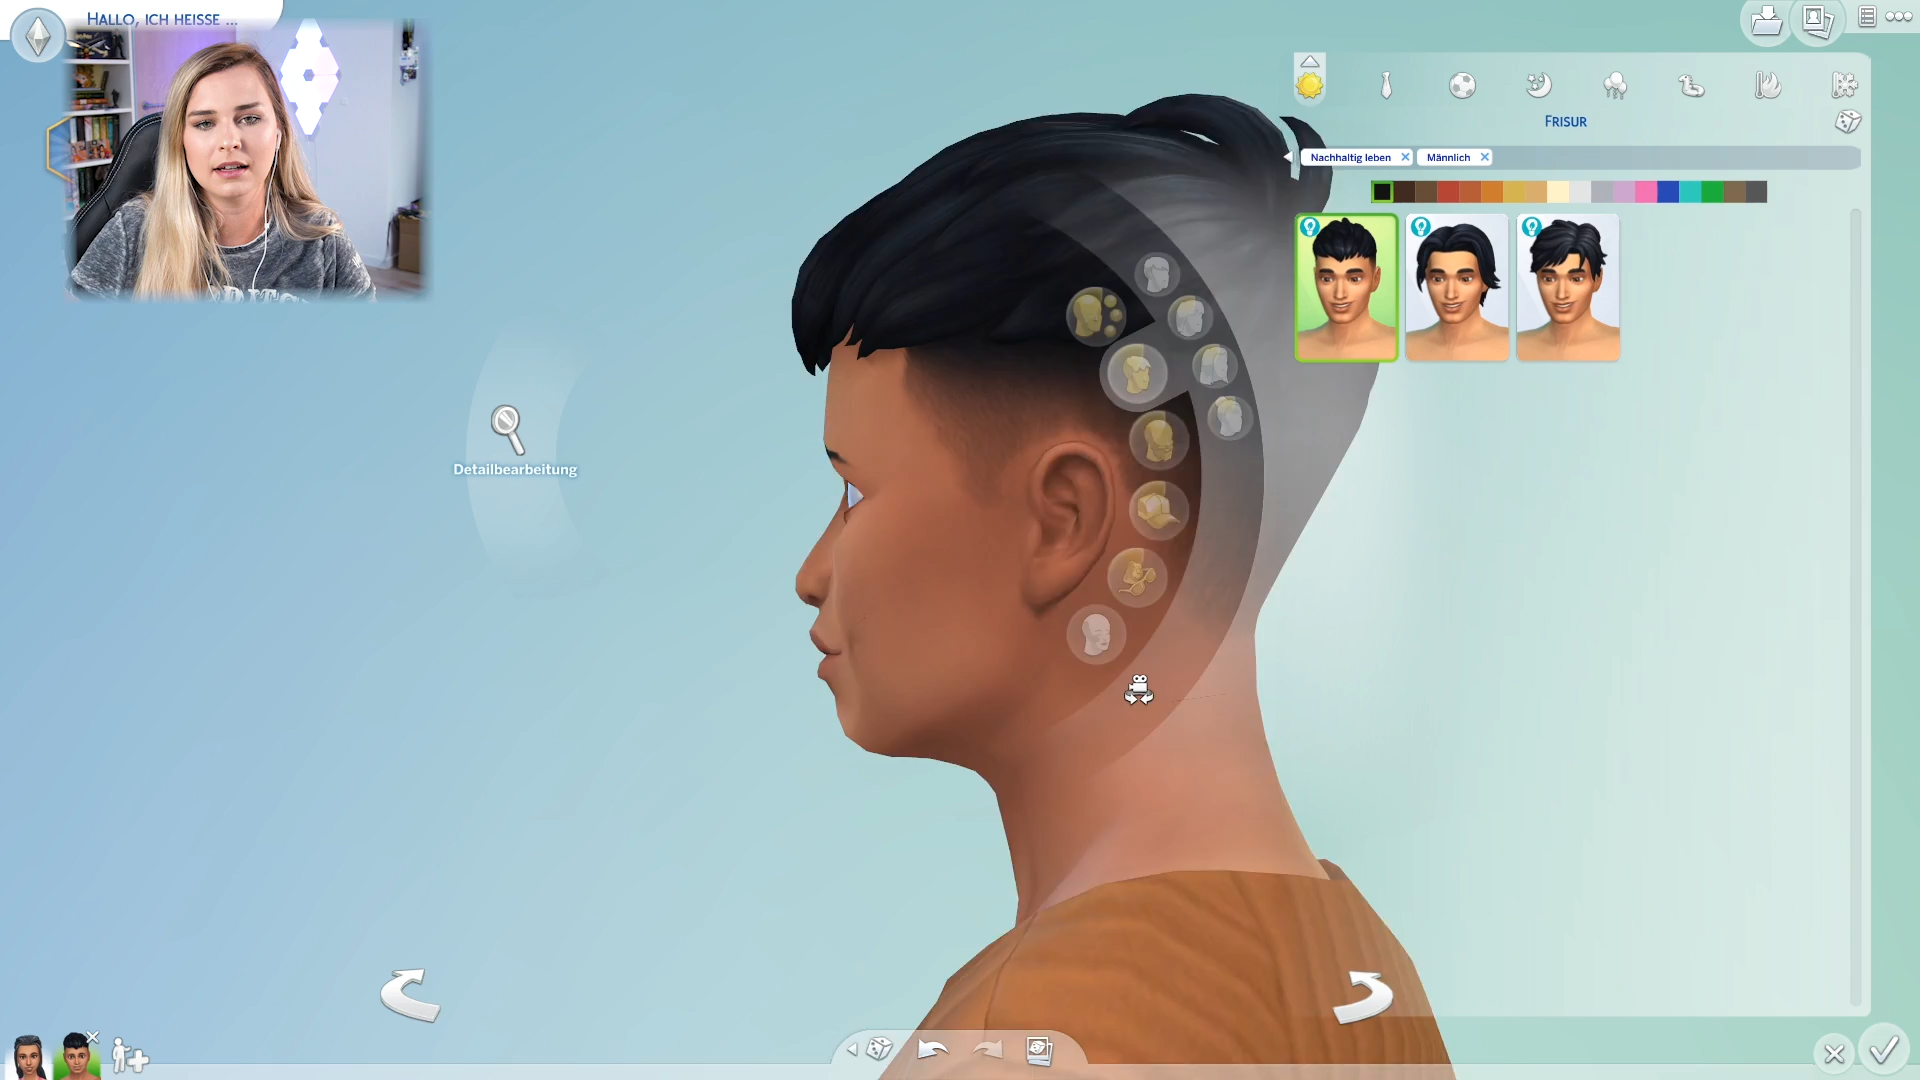 Hallo, ich heisse ...
Frisur
Nachhaltig leben
Männlich
Detailbearbeitung